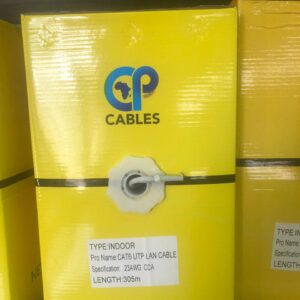 CP
CABLES
TYPE:INDOOR
Pro Name:CAT6 UTP LAN CABLE
Specification: 23AWG CCA
LENGTH:305m